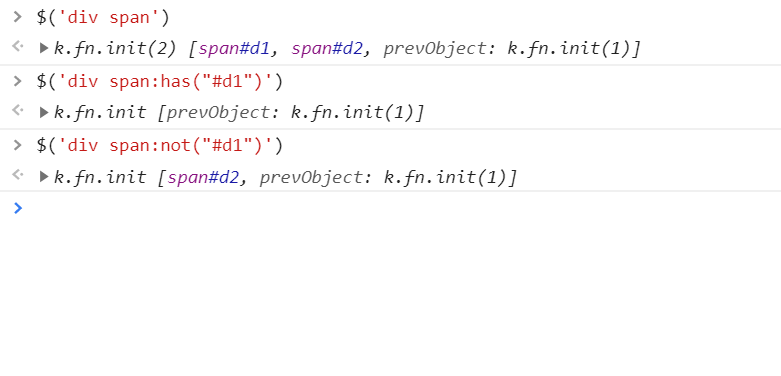 > $('div span')
<· ▶k.fn.init(2) [span#d1, span#d2, prevObject: k.fn.init(1)]
> $('div span:has("#d1")')
<· ▶k.fn.init [prevObject: k.fn.init(1)]
> $('div span:not("#d1")')
<· ▶k.fn.init [span#d2, prevObject: k.fn.init(1)]
>